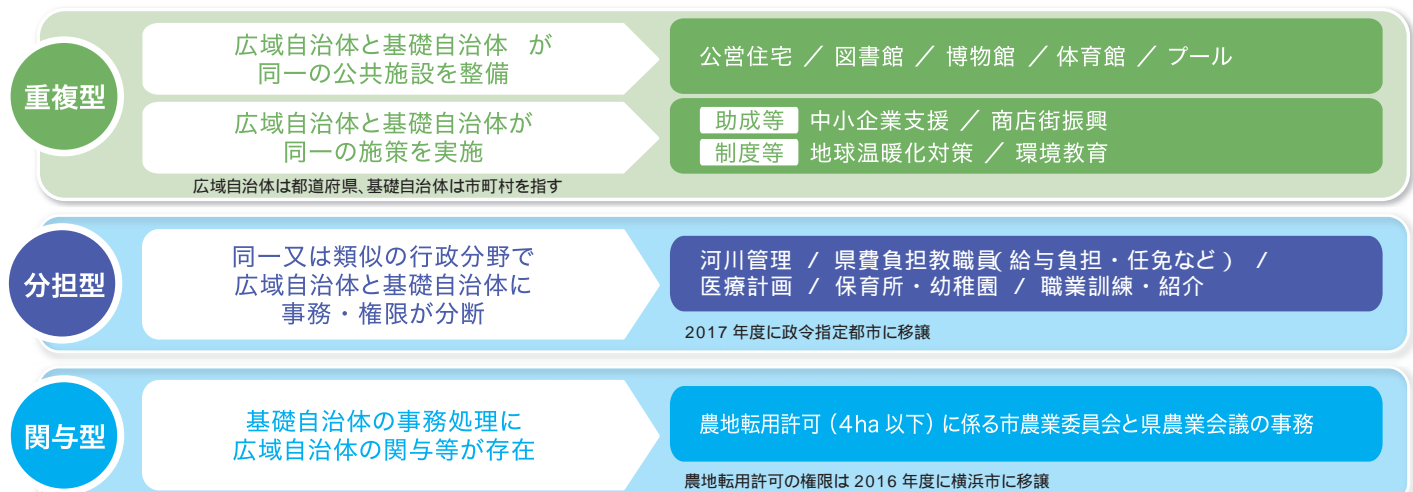 重複型
広域自治体と基礎自治体 が
同一の公共施設を整備
公営住宅 / 図書館 / 博物館 / 体育館 / プール
広域自治体と基礎自治体が
同一の施策を実施
助成等 中小企業支援 / 商店街振興
制度等 地球温暖化対策 / 環境教育
広域自治体は都道府県、基礎自治体は市町村を指す
分担型
同一又は類似の行政分野で
広域自治体と基礎自治体に
事務・権限が分断
河川管理 / 県費負担教職員(給与負担・任免など) /
医療計画 / 保育所・幼稚園 / 職業訓練・紹介
2017 年度に政令指定都市に移譲
関与型
基礎自治体の事務処理に
広域自治体の関与等が存在
農地転用許可(4ha 以下)に係る市農業委員会と県農業会議の事務
農地転用許可の権限は 2016 年度に横浜市に移譲